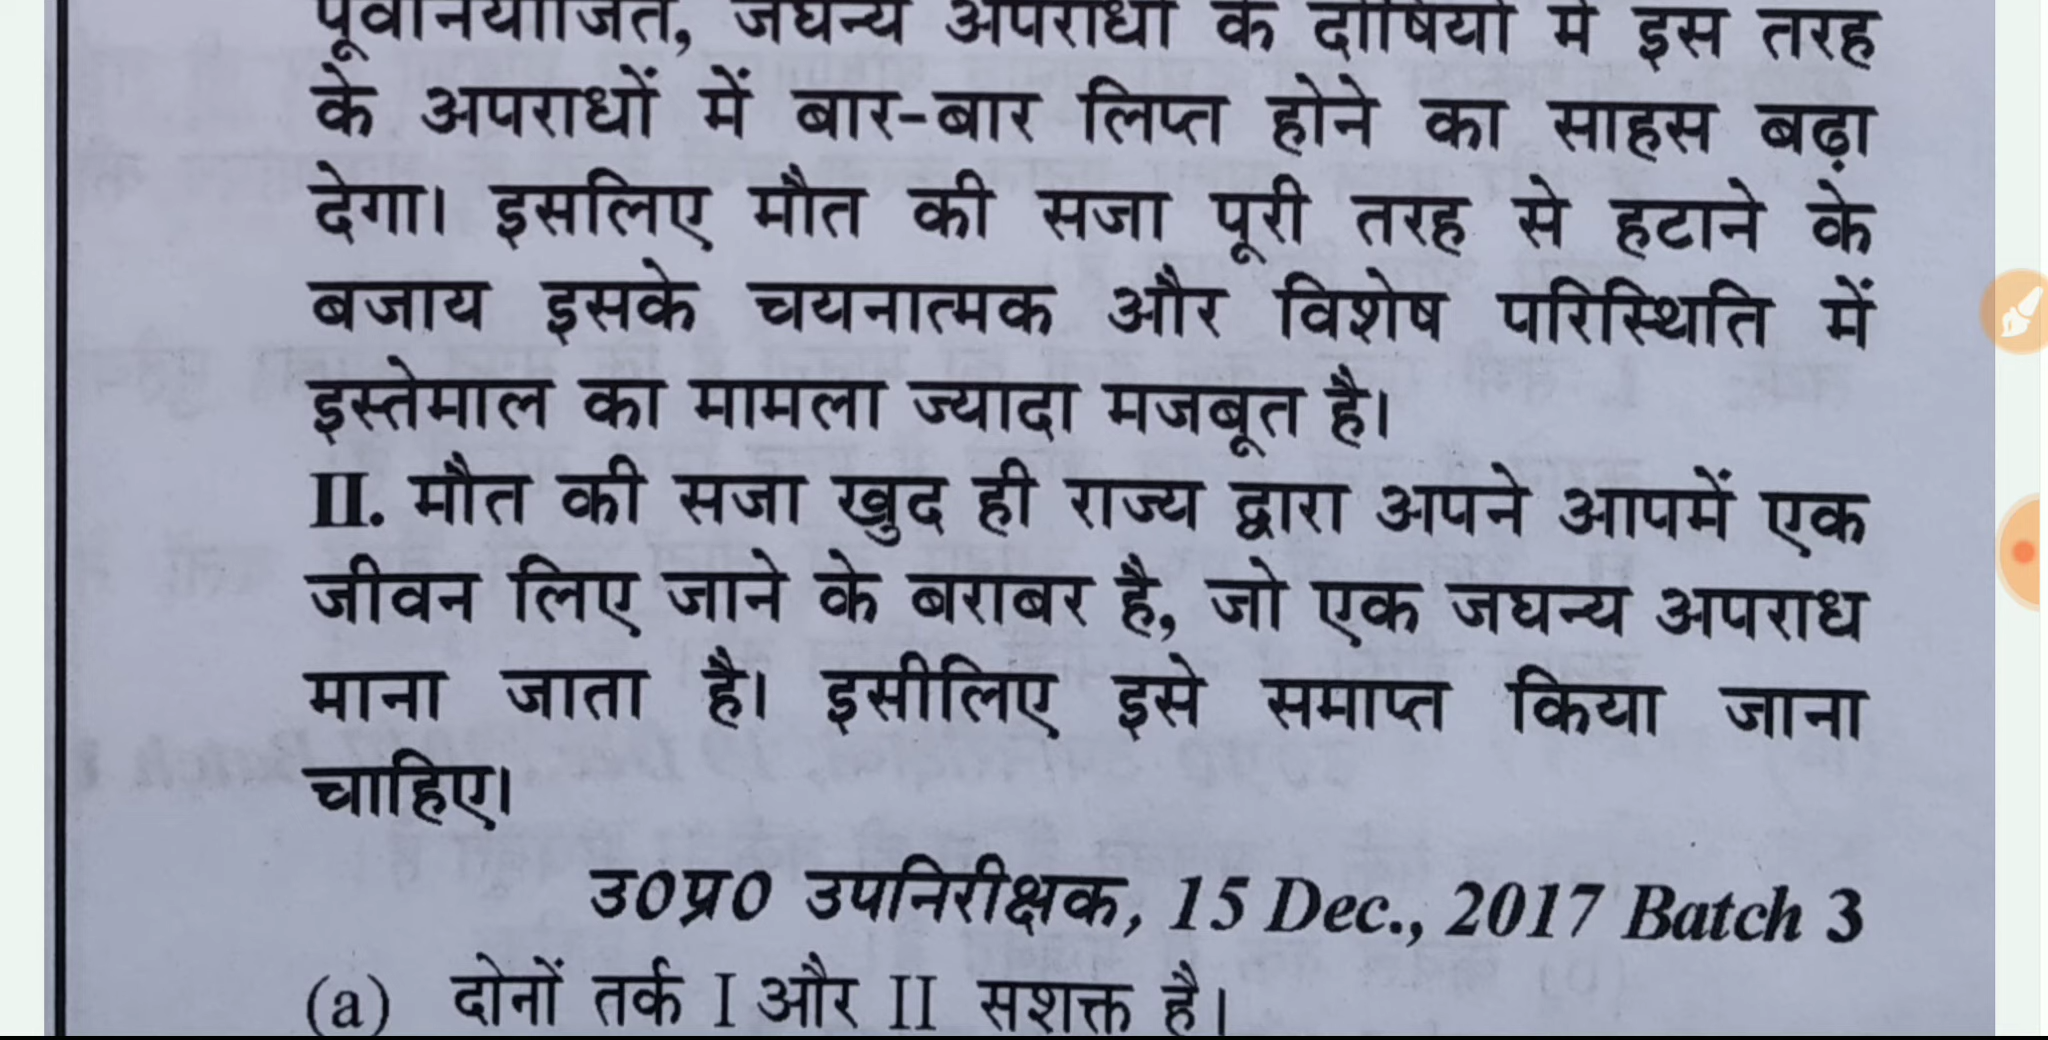 पूर्वनियोजित, जघन्य अपराधों के दोषियों में इस तरह
के अपराधों में बार-बार लिप्त होने का साहस बढ़ा
देगा। इसलिए मौत की सजा पूरी तरह से हटाने के
बजाय इसके चयनात्मक और विशेष परिस्थिति में
इस्तेमाल का मामला ज्यादा मजबूत है।
II. मौत की सजा खुद ही राज्य द्वारा अपने आपमें एक
जीवन लिए जाने के बराबर है, जो एक जघन्य अपराध
माना जाता है। इसीलिए इसे समाप्त किया जाना
चाहिए।
उ0प्र0 उपनिरीक्षक, 15 Dec., 2017 Batch 3
(a) दोनों तर्क I और II सशक्त है।